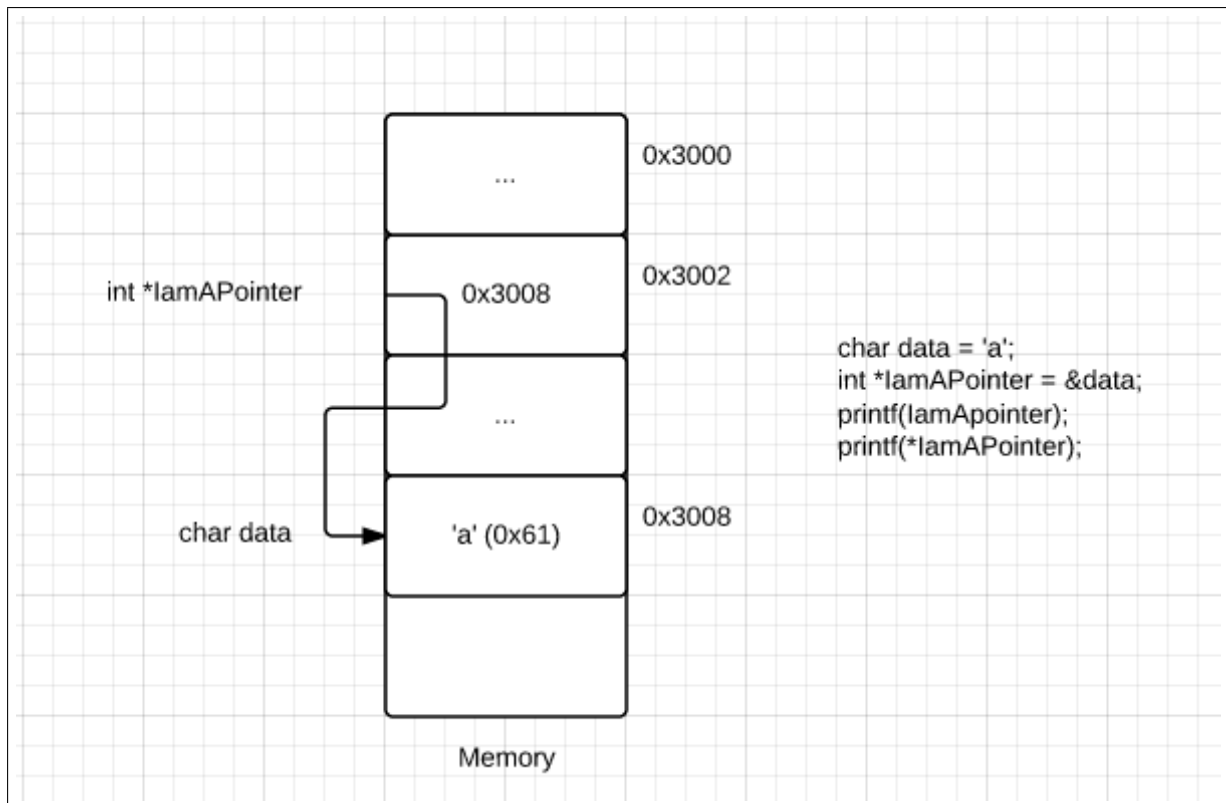 ...
0x3000
int *IamAPointer
0x3008
0x3002
...
char data
'a' (0x61)
0x3008
char data = 'a';
int *IamAPointer = &data;
printf(IamApointer);
printf(*IamAPointer);
Memory